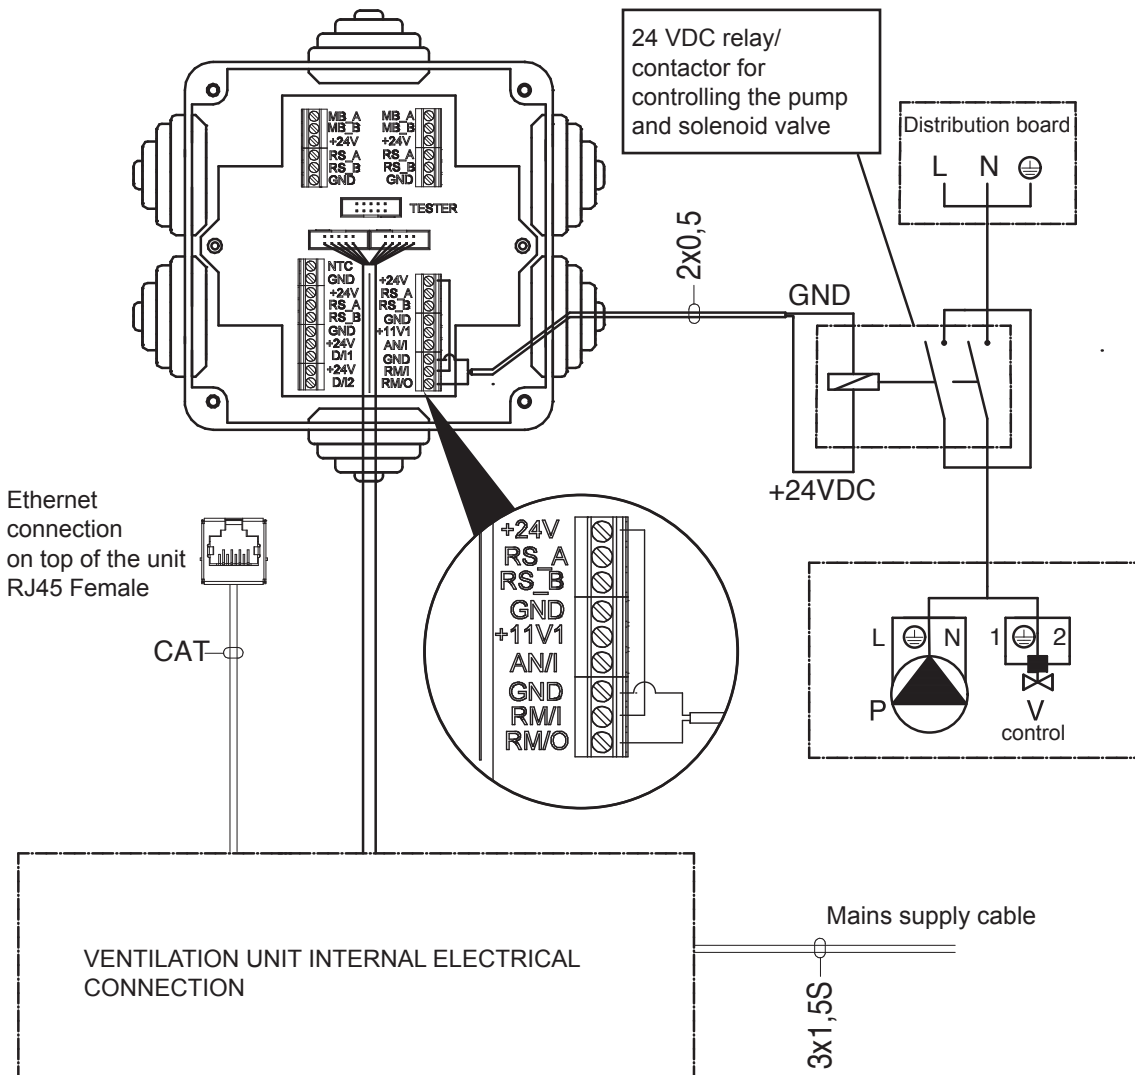 24 VDC relay/
contactor for
controlling the pump
and solenoid valve
Distribution board
L N
MB_A MB_A
MB_B MB_B
+24V +24V
RS_A RS_A
RS_B RS_B
GND GND
TESTER
NTC
GND
+24V
RS_A
RS_B
GND
+24V
D/I1
+24V
D/I2
+24V
RS_A
RS_B
GND
+11V1
AN/I
GND
RM/I
RM/O
2x0,5
GND
+24VDC
Ethernet
connection
on top of the unit
RJ45 Female
CAT
+24V
RS_A
RS_B
GND
+11V1
AN/I
GND
RM/I
RM/O
L N 1 2
P V
control
VENTILATION UNIT INTERNAL ELECTRICAL
CONNECTION
Mains supply cable
3x1,5S